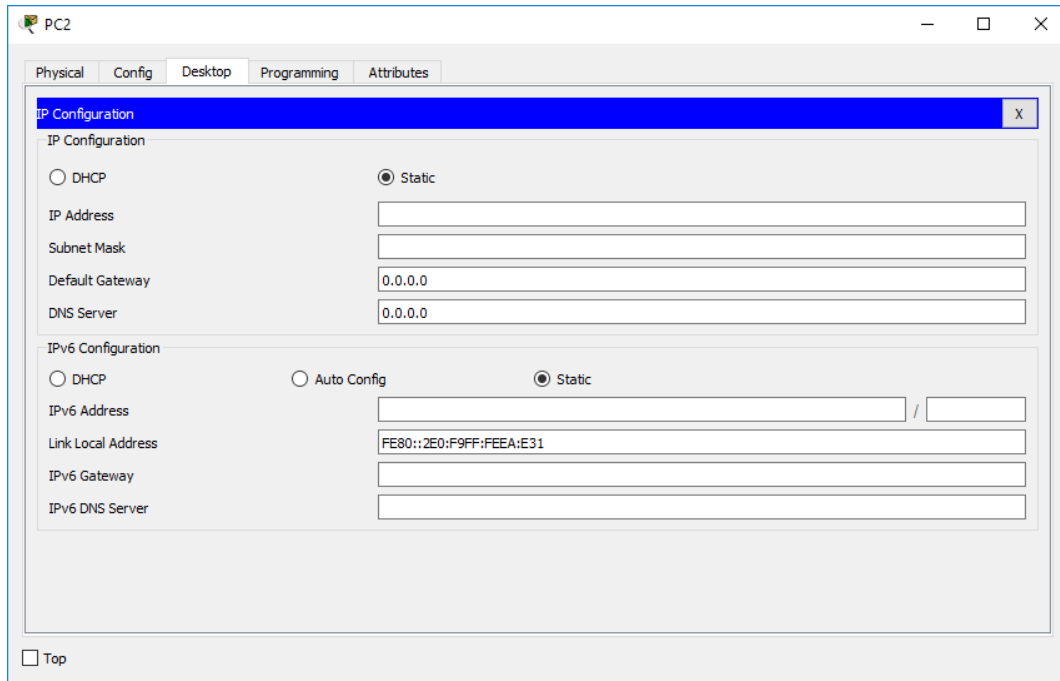 PC2
Physical Config Desktop Programming Attributes
IP Configuration X
IP Configuration
DHCP Static
IP Address
Subnet Mask
Default Gateway 0.0.0.0
DNS Server 0.0.0.0
IPv6 Configuration
DHCP Auto Config Static
IPv6 Address /
Link Local Address FE80::2E0:F9FF:FEEA:E31
IPv6 Gateway
IPv6 DNS Server
Top